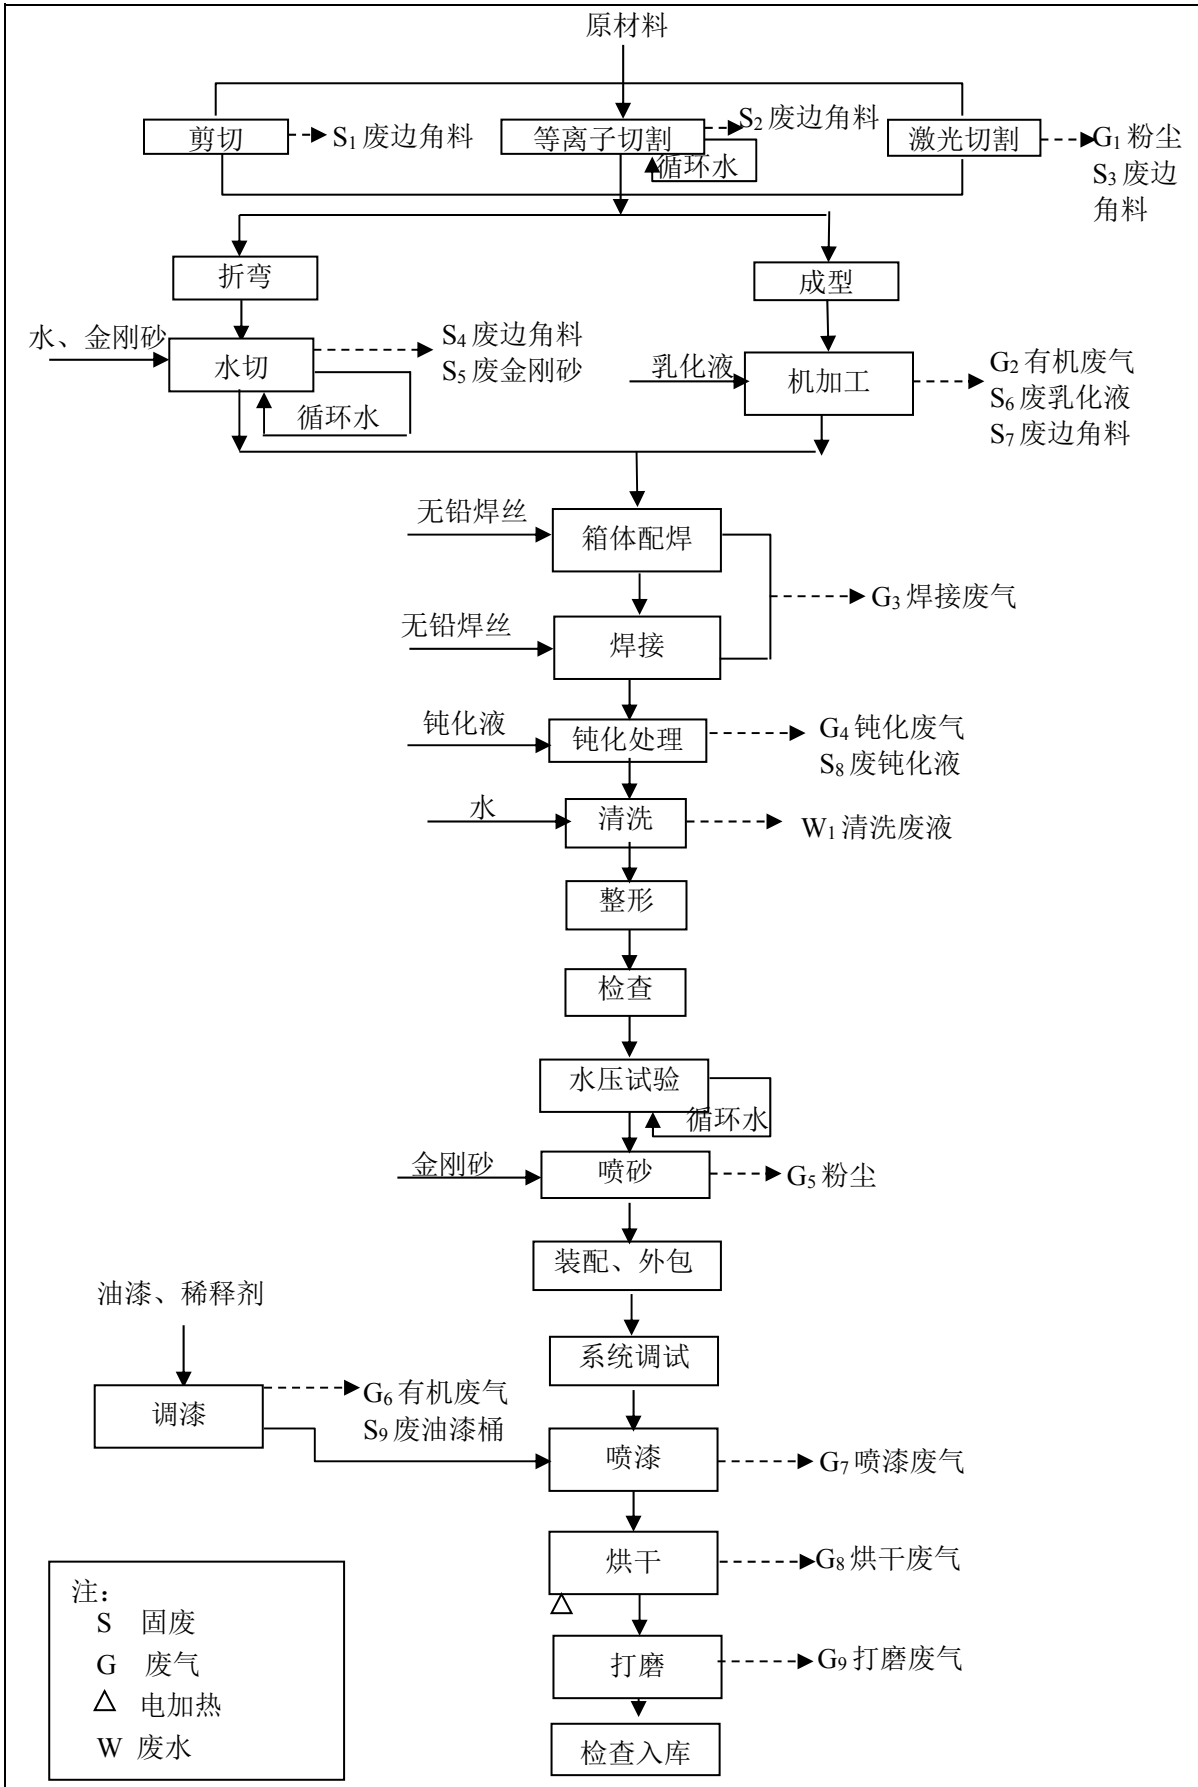 原材料
剪切
S1 废边角料
等离子切割
S2 废边角料
循环水
激光切割
G1 粉尘
S3 废边
角料
折弯
成型
水、金刚砂
水切
S4 废边角料
S5 废金刚砂
循环水
乳化液
机加工
G2 有机废气
S6 废乳化液
S7 废边角料
无铅焊丝
箱体配焊
G3 焊接废气
无铅焊丝
焊接
钝化液
钝化处理
G4 钝化废气
S8 废钝化液
水
清洗
W1 清洗废液
整形
检查
水压试验
循环水
金刚砂
喷砂
G5 粉尘
装配、外包
油漆、稀释剂
系统调试
调漆
G6 有机废气
S9 废油漆桶
喷漆
G7 喷漆废气
烘干
G8 烘干废气
打磨
G9 打磨废气
检查入库
注：
S 固废
G 废气
△ 电加热
W 废水